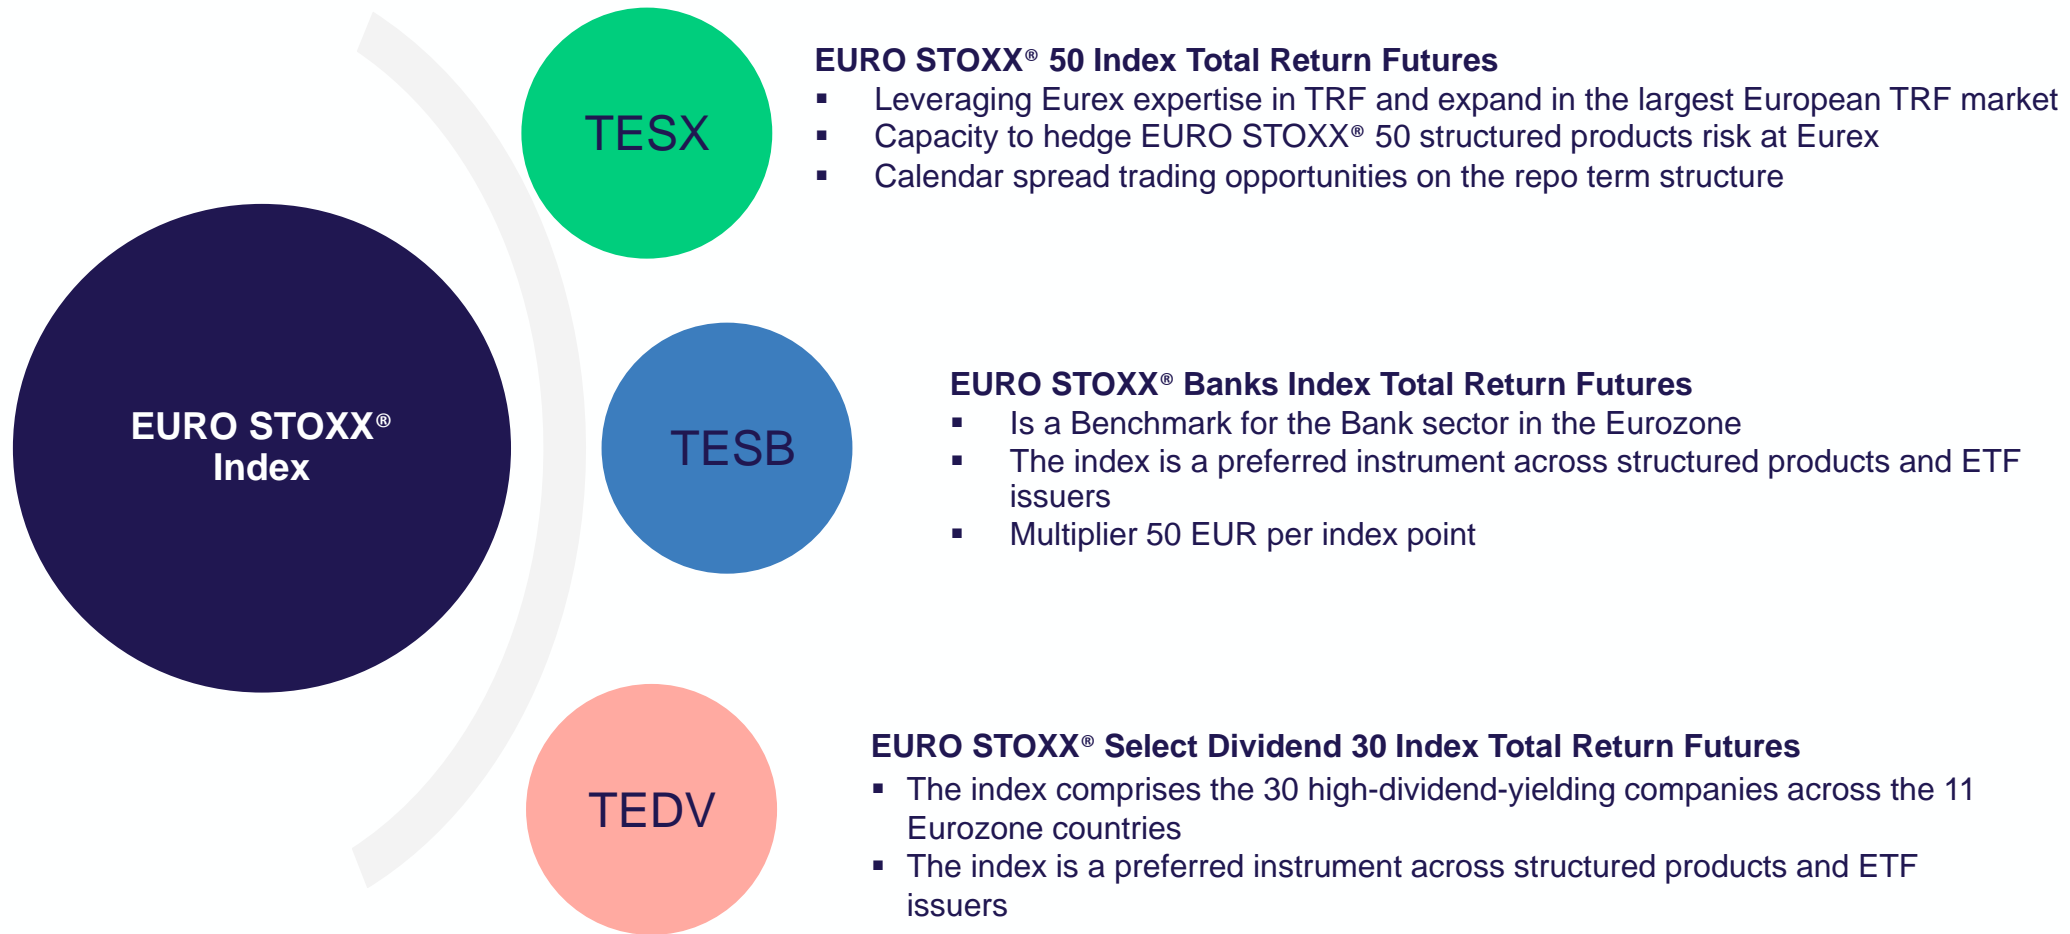 EURO STOXX®
Index
TESX
EURO STOXX® 50 Index Total Return Futures
▪ Leveraging Eurex expertise in TRF and expand in the largest European TRF market
▪ Capacity to hedge EURO STOXX® 50 structured products risk at Eurex
▪ Calendar spread trading opportunities on the repo term structure
TESB
EURO STOXX® Banks Index Total Return Futures
▪ Is a Benchmark for the Bank sector in the Eurozone
▪ The index is a preferred instrument across structured products and ETF
issuers
▪ Multiplier 50 EUR per index point
TEDV
EURO STOXX® Select Dividend 30 Index Total Return Futures
▪ The index comprises the 30 high-dividend-yielding companies across the 11
Eurozone countries
▪ The index is a preferred instrument across structured products and ETF
issuers